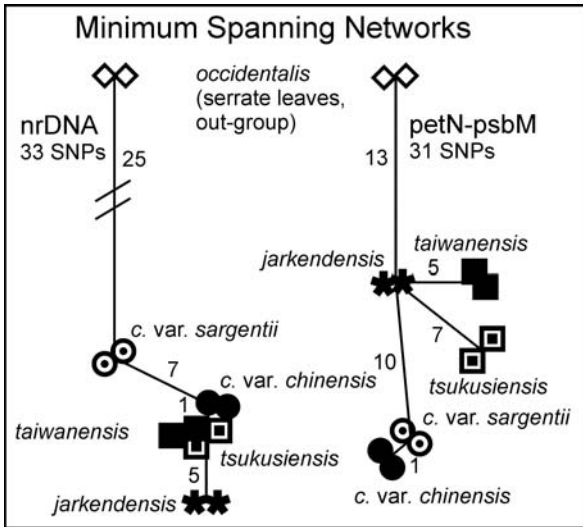 Minimum Spanning Networks
occidentalis
(serrate leaves,
out-group)
nrDNA
33 SNPs
25
petN-psbM
31 SNPs
13
taiwanensis
jarkendensis
5
7
tsukusiensis
10
c. var. sargentii
1
c. var. chinensis
c. var. sargentii
7
c. var. chinensis
1
taiwanensis
tsukusiensis
5
jarkendensis